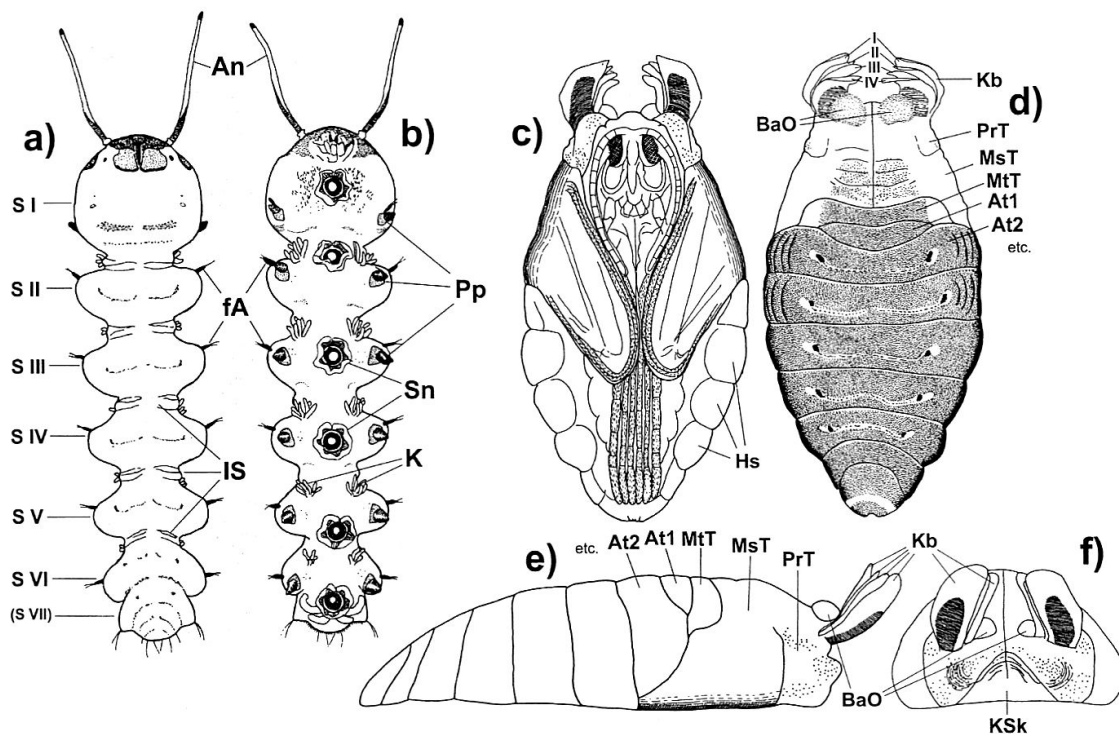 An
a)
b)
S I
S II
S III
S IV
S V
S VI
(S VII)
fA
IS
Pp
Sn
K
c)
Hs
I
II
III
IV
Kb
d)
BaO
PrT
MsT
MtT
At1
At2
etc.
e)
etc.
At2
At1
MtT
MsT
PrT
Kb
f)
BaO
KSk